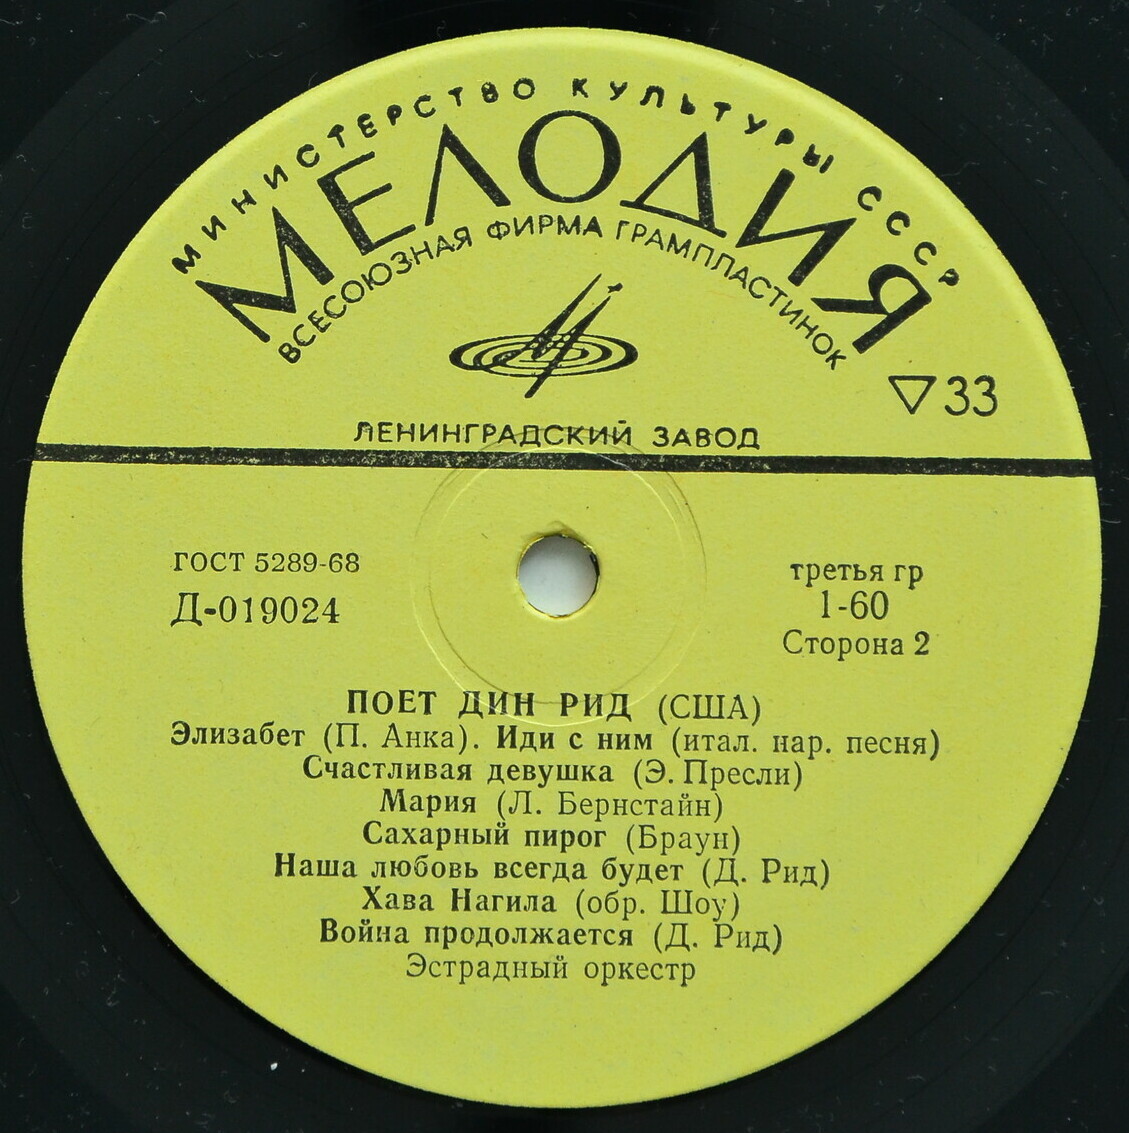 МИНИСТЕРСТВО КУЛЬТУРЫ СССР
МЕЛОДИЯ
ВСЕСОЮЗНАЯ ФИРМА ГРАМПЛАСТИНОК
▽33
ЛЕНИНГРАДСКИЙ ЗАВОД
ГОСТ 5289-68
Д-019024
третья гр
1-60
Сторона 2
ПОЕТ ДИН РИД (США)
Элизабет (П. Анка). Иди с ним (итал. нар. песня)
Счастливая девушка (Э. Пресли)
Мария (Л. Бернстайн)
Сахарный пирог (Браун)
Наша любовь всегда будет (Д. Рид)
Хава Нагила (обр. Шоу)
Война продолжается (Д. Рид)
Эстрадный оркестр